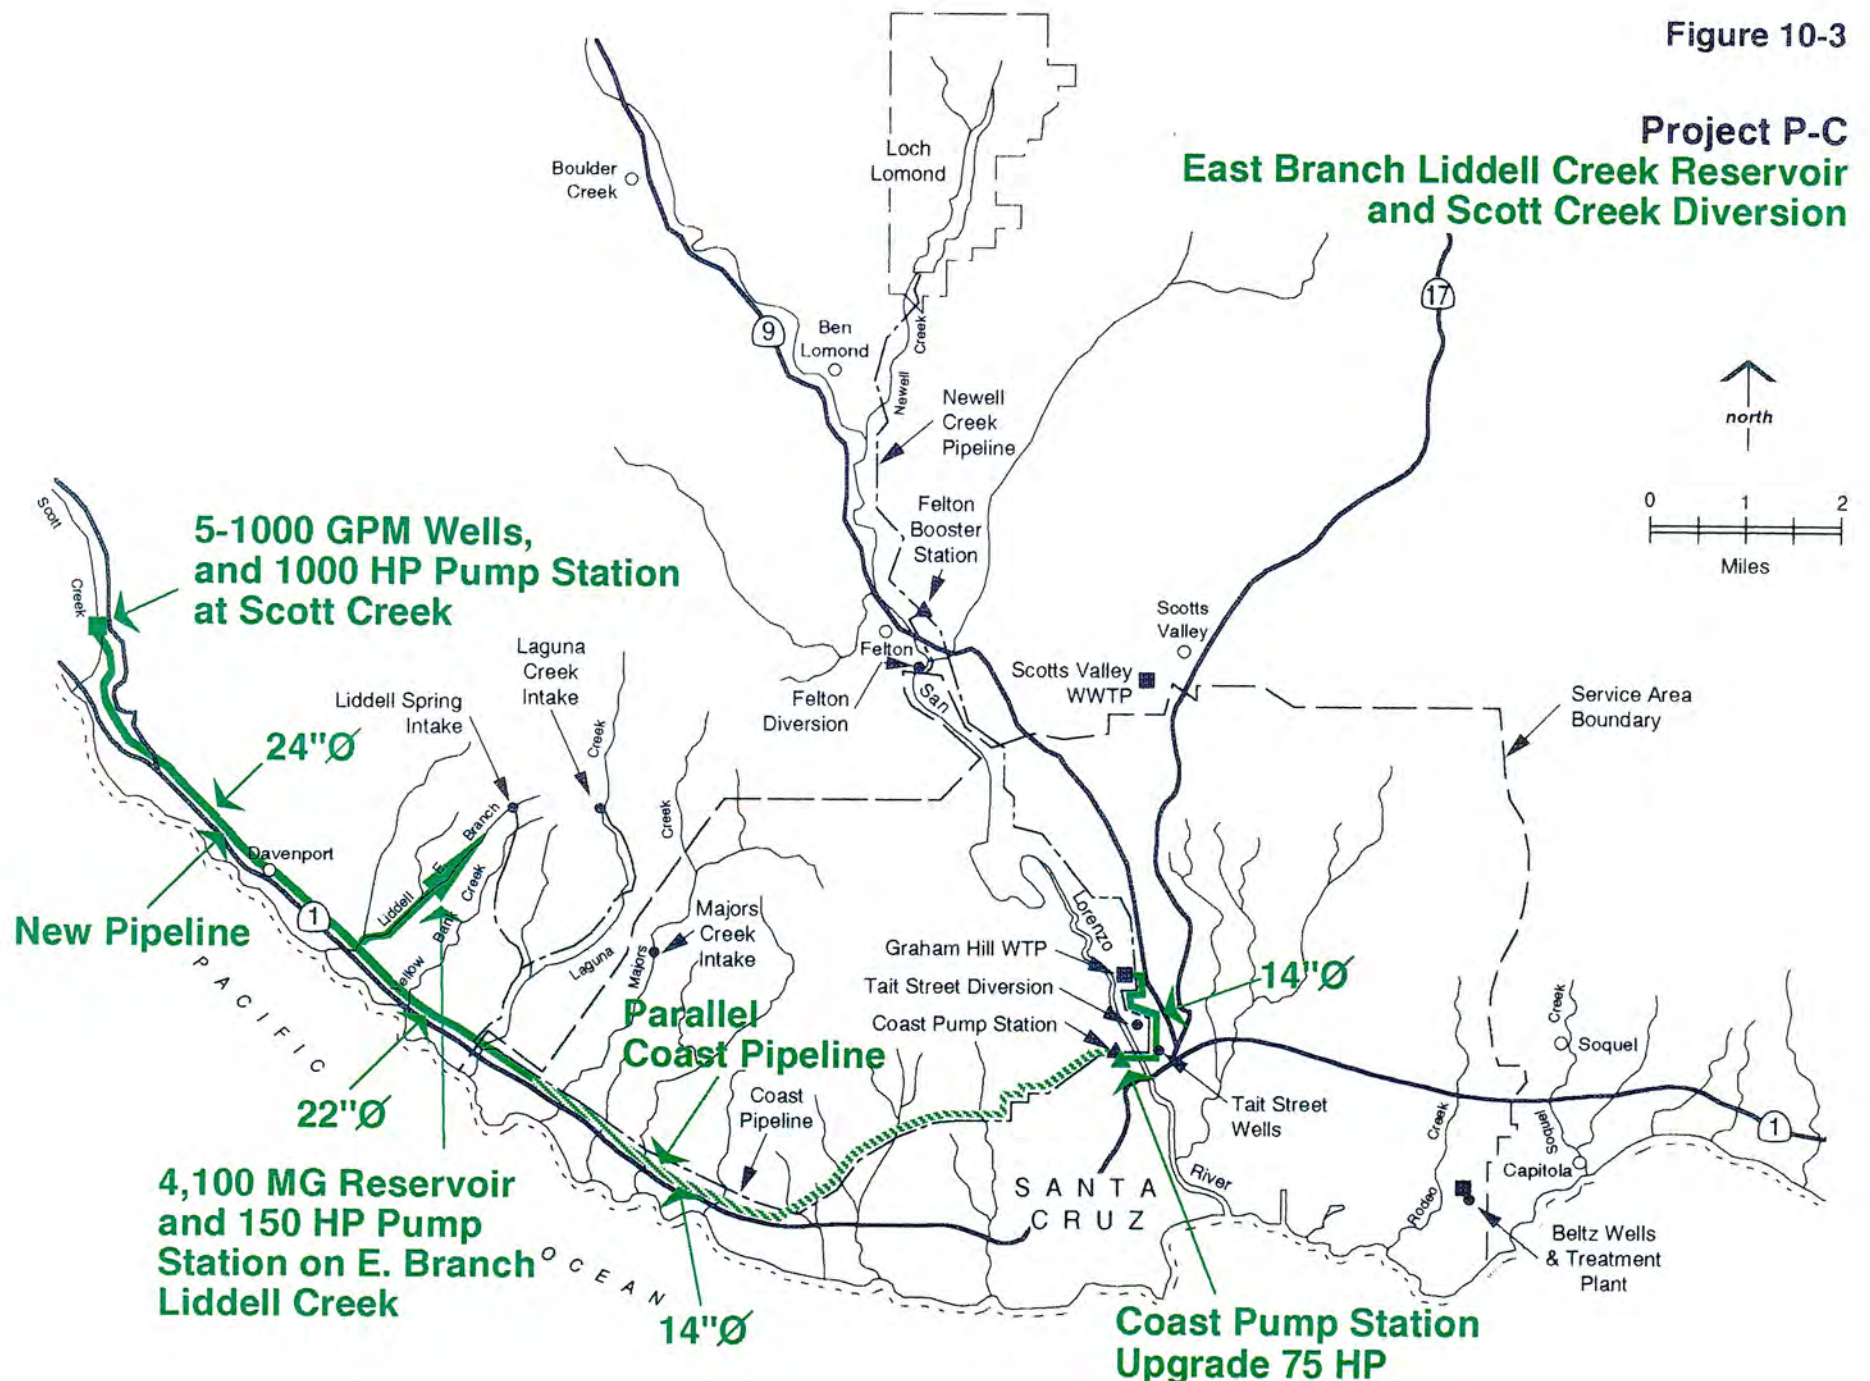 Figure 10-3
Project P-C
East Branch Liddell Creek Reservoir
and Scott Creek Diversion
Loch
Lomond
Boulder
Creek
17
9
Ben
Lomond
Creek
Newell
north
Newell
Creek
Pipeline
0 1 2
Miles
Scott
Creek
5-1000 GPM Wells,
and 1000 HP Pump Station
at Scott Creek
Felton
Booster
Station
Scotts
Valley
Felton
Laguna
Creek
Intake
Liddell Spring
Intake
Felton
Diversion
San
Scotts Valley
WWTP
Service Area
Boundary
24"Ø
Creek
Creek
Branch
E.
Liddell
Creek
Davenport
1
New Pipeline
Bank
Yellow
Laguna
Majors
Majors
Creek
Intake
Lorenzo
Graham Hill WTP
Tait Street Diversion
Coast Pump Station
14"Ø
Creek
Soquel
PACIFIC
Parallel
Coast Pipeline
Coast
Pipeline
Tait Street
Wells
Creek
Soquel
1
22"Ø
Capitola
4,100 MG Reservoir
and 150 HP Pump
Station on E. Branch
Liddell Creek
SANTA
CRUZ
River
Rodeo
Beltz Wells
& Treatment
Plant
OCEAN
14"Ø
Coast Pump Station
Upgrade 75 HP